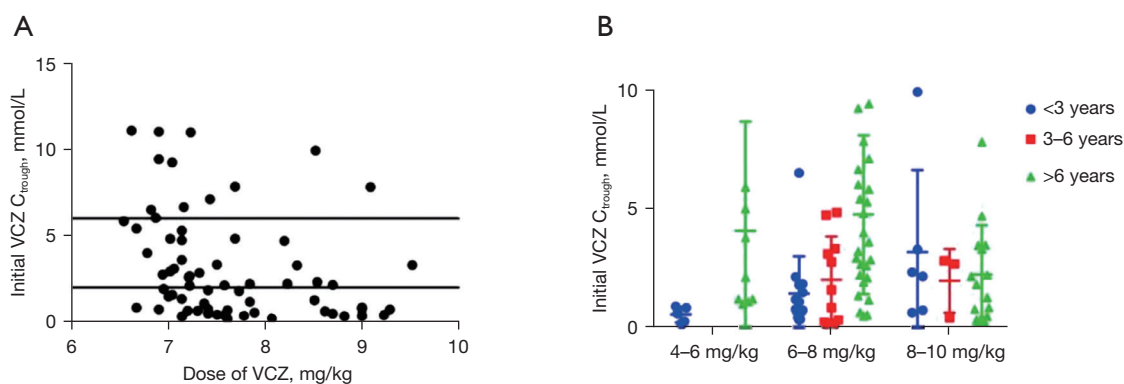 A
Initial VCZ Ctrough, mmol/L
15
10
5
0
6 7 8 9 10
Dose of VCZ, mg/kg
B
Initial VCZ Ctrough, mmol/L
10
5
0
4–6 mg/kg 6–8 mg/kg 8–10 mg/kg
<3 years
3–6 years
>6 years